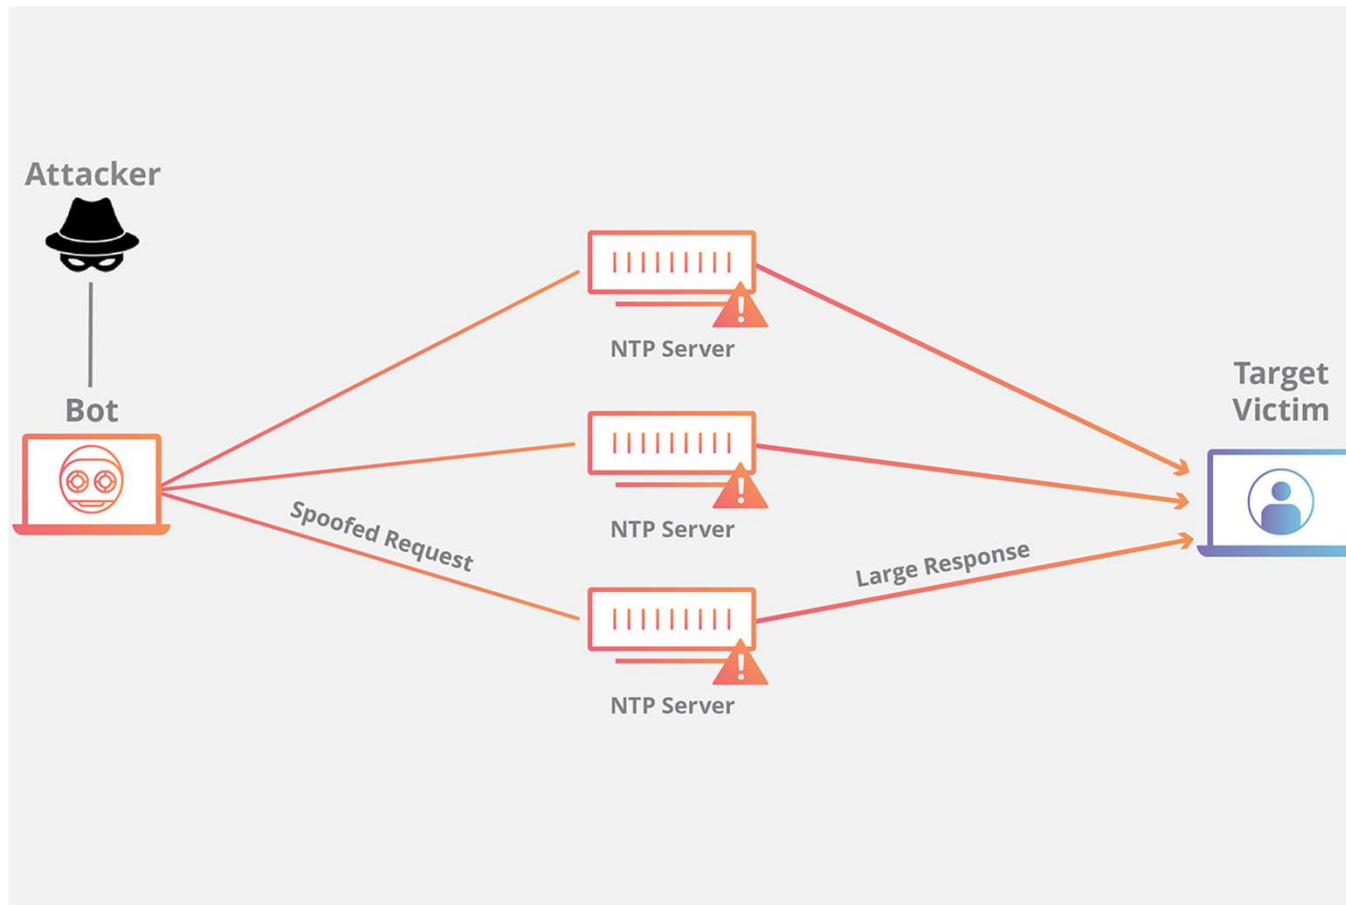 Attacker
Bot
Spoofed Request
NTP Server
NTP Server
NTP Server
Large Response
Target
Victim